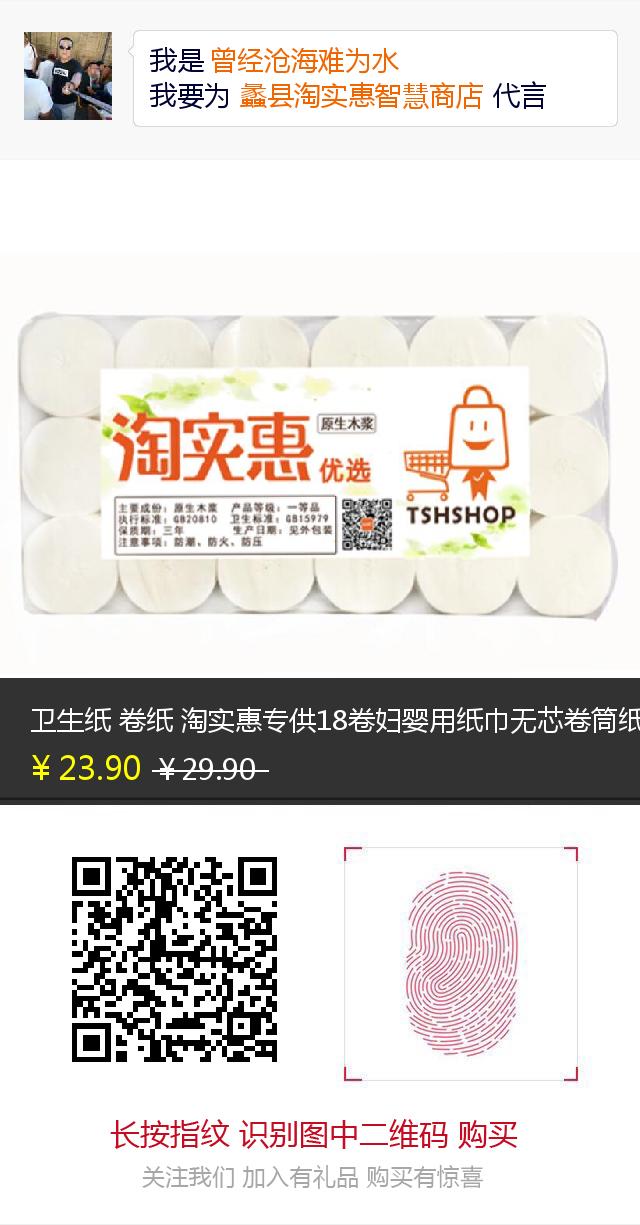 我是 曾经沧海难为水
我要为 蠡县淘实惠智慧商店 代言
淘实惠 优选
原生木浆
主要成份：原生木浆 产品等级：一等品
执行标准：GB20810 卫生标准：GB15979
保质期：三年 生产日期：见外包装
注意事项：防潮、防火、防压
TSHSHOP
卫生纸 卷纸 淘实惠专供18卷妇婴用纸巾无芯卷筒纸
¥ 23.90 ¥ 29.90
长按指纹 识别图中二维码 购买
关注我们 加入有礼品 购买有惊喜